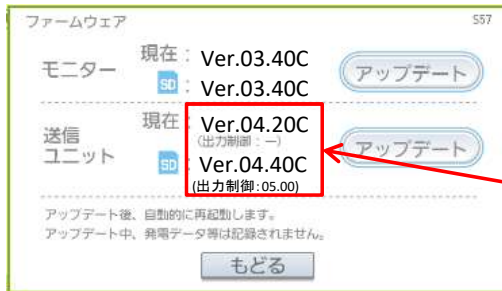 ファームウェア S57
モニター 現在: Ver.03.40C
SD : Ver.03.40C
アップデート
送信ユニット 現在: Ver.04.20C
(出力制御:ー)
SD : Ver.04.40C
(出力制御:05.00)
アップデート
アップデート後、自動的に再起動します。
アップデート中、発電データ等は記録されません。
もどる